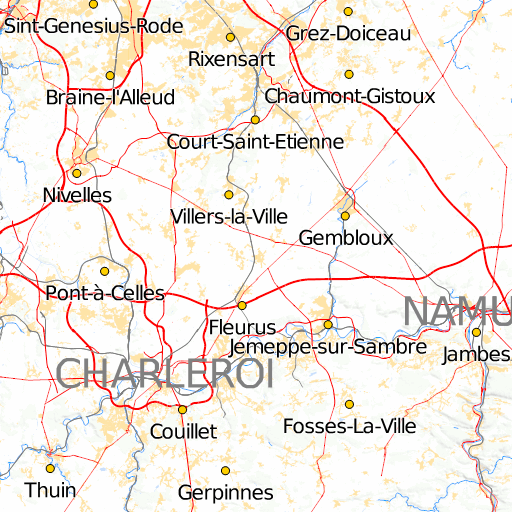 Sint-Genesius-Rode
Grez-Doiceau
Rixensart
Braine-l'Alleud
Chaumont-Gistoux
Court-Saint-Etienne
Nivelles
Villers-la-Ville
Gembloux
Pont-à-Celles
NAMU
Fleurus
Jemeppe-sur-Sambre
Jambes
CHARLEROI
Fosses-La-Ville
Couillet
Thuin
Gerpinnes